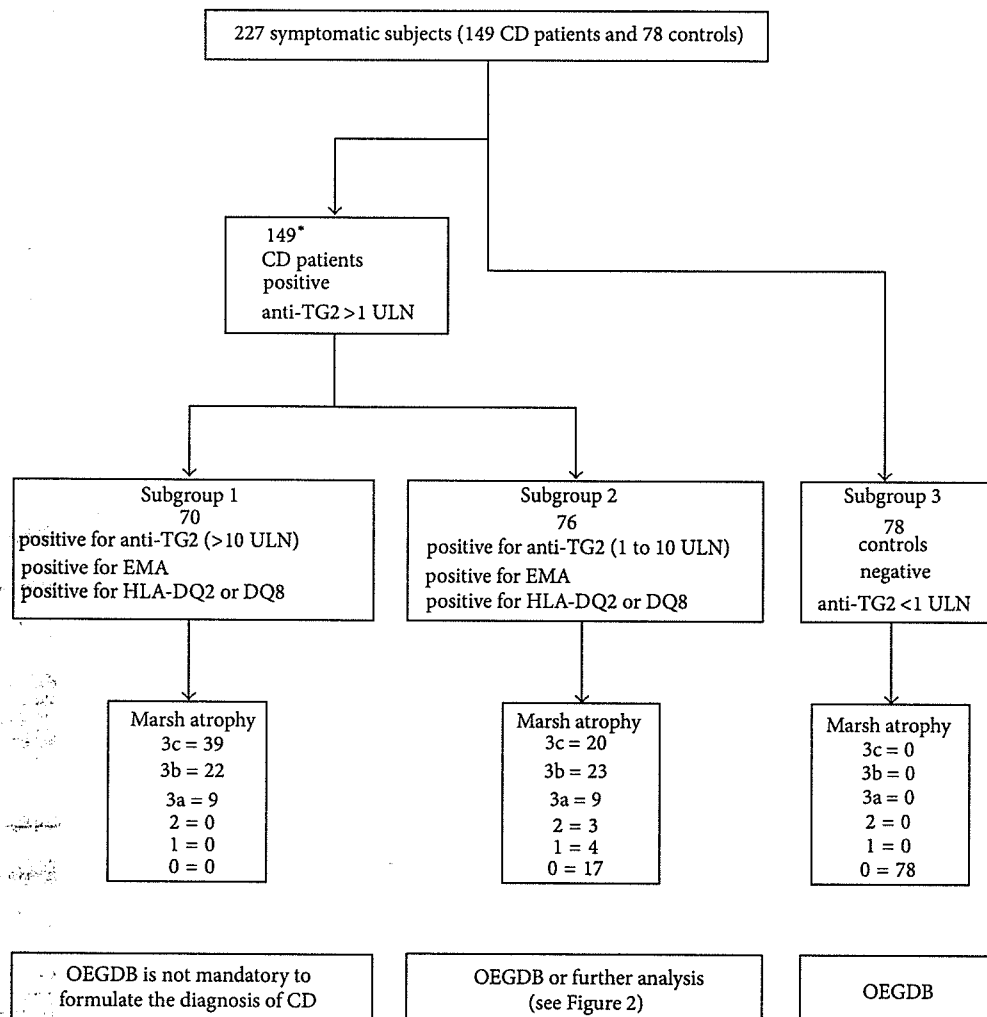 227 symptomatic subjects (149 CD patients and 78 controls)
149*
CD patients
positive
anti-TG2 >1 ULN
Subgroup 1
70
positive for anti-TG2 (>10 ULN)
positive for EMA
positive for HLA-DQ2 or DQ8
Subgroup 2
76
positive for anti-TG2 (1 to 10 ULN)
positive for EMA
positive for HLA-DQ2 or DQ8
Subgroup 3
78
controls
negative
anti-TG2 <1 ULN
Marsh atrophy
3c = 39
3b = 22
3a = 9
2 = 0
1 = 0
0 = 0
Marsh atrophy
3c = 20
3b = 23
3a = 9
2 = 3
1 = 4
0 = 17
Marsh atrophy
3c = 0
3b = 0
3a = 0
2 = 0
1 = 0
0 = 78
OEGDB is not mandatory to
formulate the diagnosis of CD
OEGDB or further analysis
(see Figure 2)
OEGDB